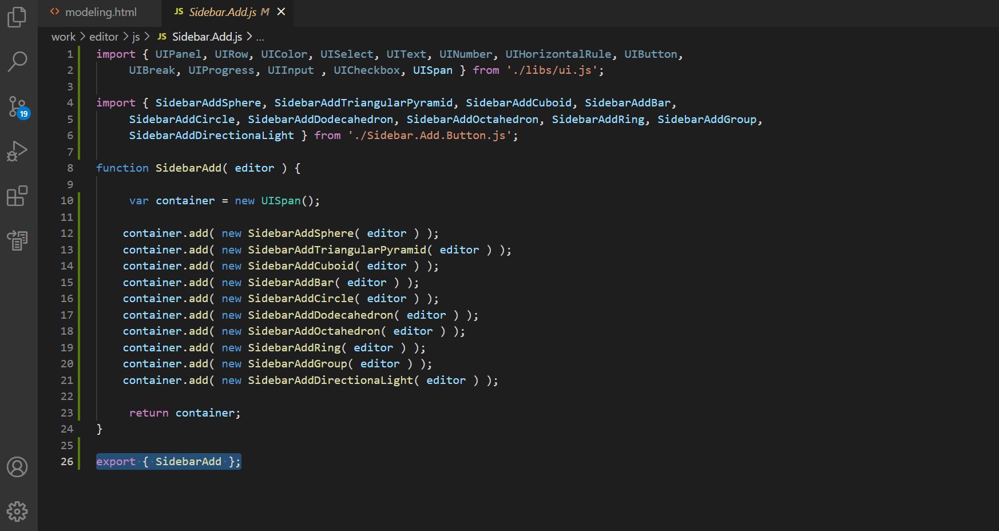 <> modeling.html JS Sidebar.Add.js M ×
work > editor > js > JS Sidebar.Add.js > ...
1 import { UIPanel, UIRow, UIColor, UISelect, UIText, UINumber, UIHorizontalRule, UIButton,
2 UIBreak, UIProgress, UIInput , UICheckbox, UISpan } from './libs/ui.js';
3
4 import { SidebarAddSphere, SidebarAddTriangularPyramid, SidebarAddCuboid, SidebarAddBar,
5 SidebarAddCircle, SidebarAddDodecahedron, SidebarAddOctahedron, SidebarAddRing, SidebarAddGroup,
6 SidebarAddDirectionaLight } from './Sidebar.Add.Button.js';
7
8 function SidebarAdd( editor ) {
9
10 var container = new UISpan();
11
12 container.add( new SidebarAddSphere( editor ) );
13 container.add( new SidebarAddTriangularPyramid( editor ) );
14 container.add( new SidebarAddCuboid( editor ) );
15 container.add( new SidebarAddBar( editor ) );
16 container.add( new SidebarAddCircle( editor ) );
17 container.add( new SidebarAddDodecahedron( editor ) );
18 container.add( new SidebarAddOctahedron( editor ) );
19 container.add( new SidebarAddRing( editor ) );
20 container.add( new SidebarAddGroup( editor ) );
21 container.add( new SidebarAddDirectionaLight( editor ) );
22
23 return container;
24 }
25
26 export { SidebarAdd };
19